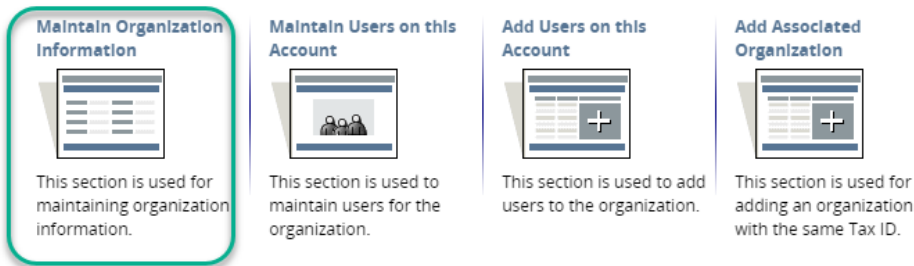 Maintain Organization
Information
This section is used for
maintaining organization
information.
Maintain Users on this
Account
This section is used to
maintain users for the
organization.
Add Users on this
Account
This section is used to add
users to the organization.
Add Associated
Organization
This section is used for
adding an organization
with the same Tax ID.